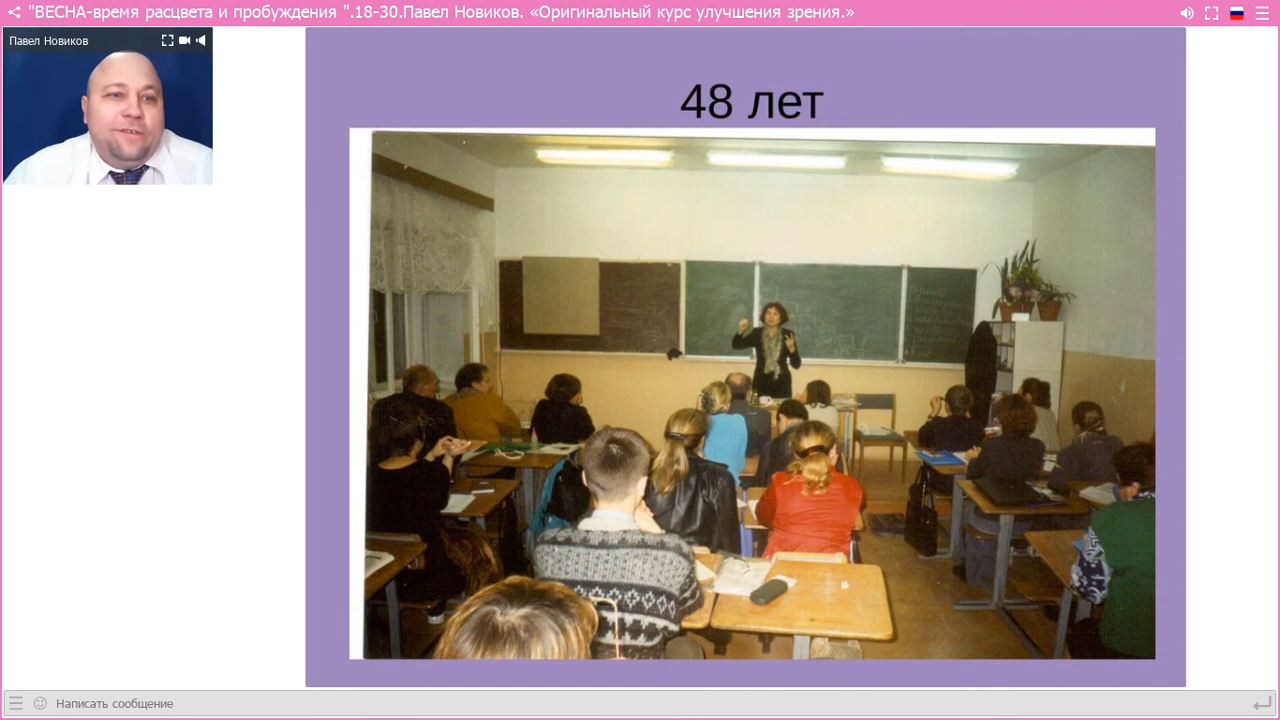 "ВЕСНА-время расцвета и пробуждения ".18-30.Павел Новиков. «Оригинальный курс улучшения зрения.»
Павел Новиков
48 лет
Написать сообщение